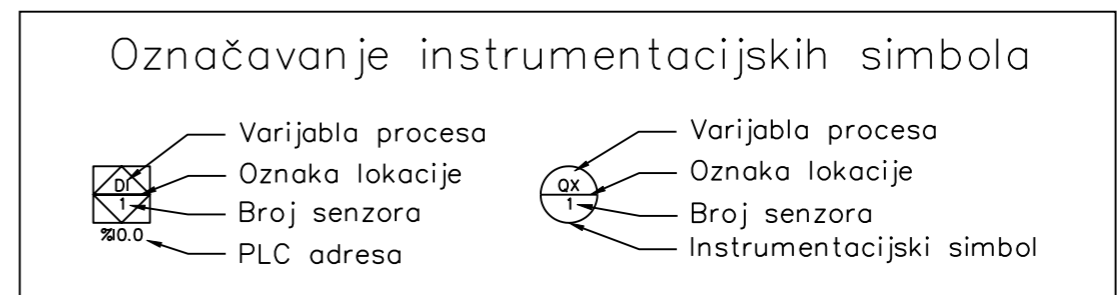 Označavanje instrumentacijskih simbola
Varijabla procesa
Oznaka lokacije
Broj senzora
PLC adresa
DI
1
%I0.0
Varijabla procesa
Oznaka lokacije
Broj senzora
Instrumentacijski simbol
QX
1